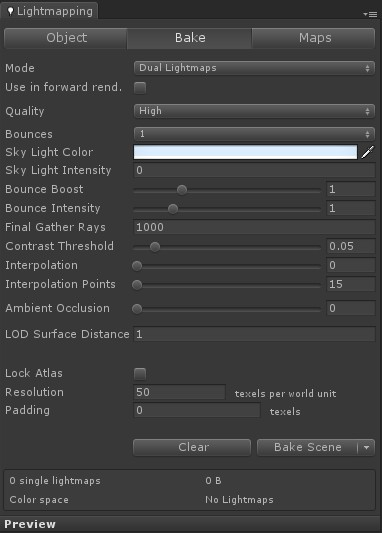 Lightmapping
Object Bake Maps
Mode Dual Lightmaps
Use in forward rend.
Quality High
Bounces 1
Sky Light Color
Sky Light Intensity 0
Bounce Boost 1
Bounce Intensity 1
Final Gather Rays 1000
Contrast Threshold 0.05
Interpolation 0
Interpolation Points 15
Ambient Occlusion 0
LOD Surface Distance 1
Lock Atlas
Resolution 50 texels per world unit
Padding 0 texels
Clear Bake Scene
0 single lightmaps 0 B
Color space No Lightmaps
Preview